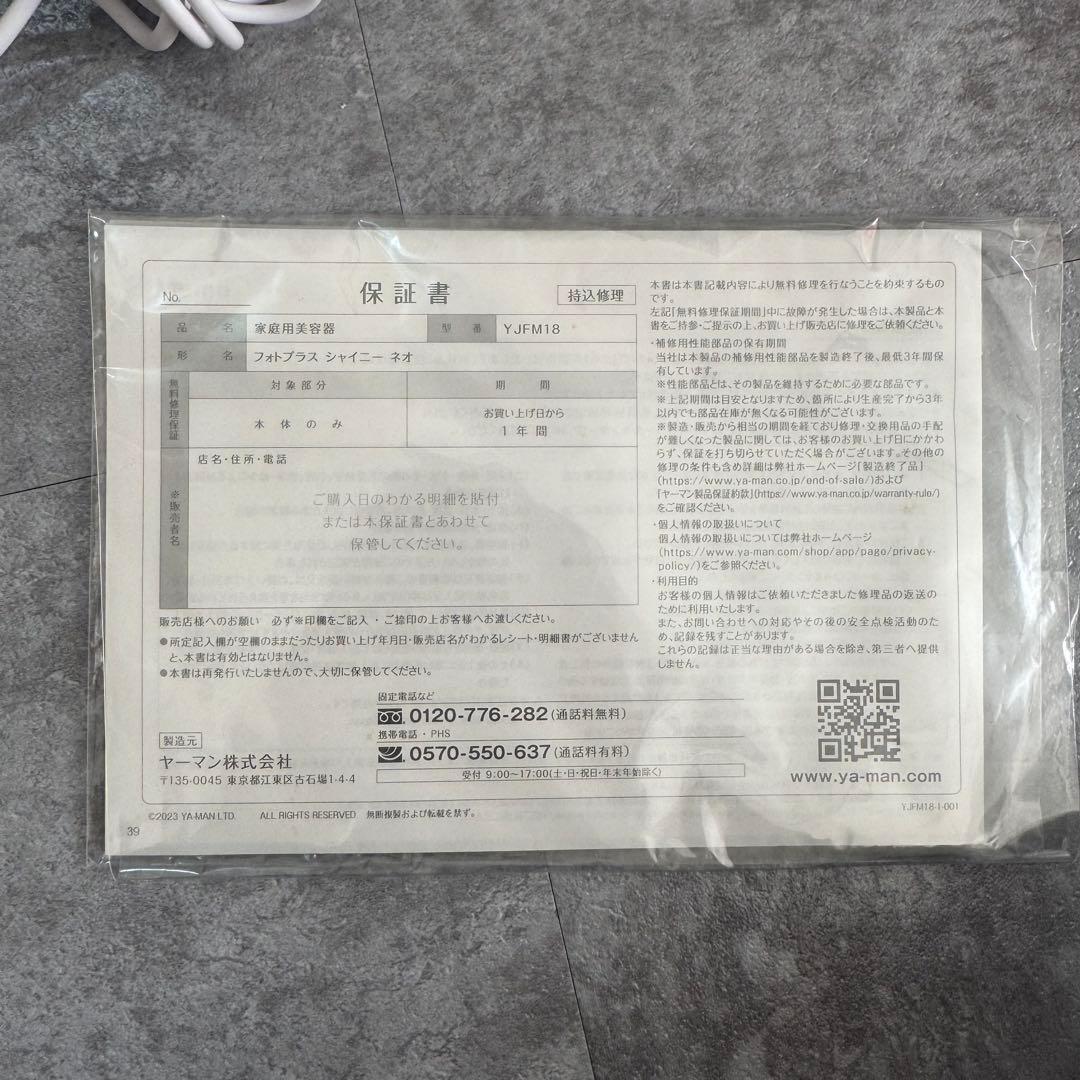 No.
保証書
持込修理
品名 家庭用美容器 型番 YJFM18
形名 フォトプラス シャイニー ネオ
無料修理保証
対象部分 期間
本体のみ
お買い上げ日から
1年間
※販売者名
店名・住所・電話
ご購入日のわかる明細を貼付
または本保証書とあわせて
保管してください。
販売店様へのお願い 必ず※印欄をご記入・ご捺印の上お客様へお渡しください。
●所定記入欄が空欄のままだったりお買い上げ年月日・販売店名がわかるレシート・明細書がございません
と、本書は有効とはなりません。
●本書は再発行いたしませんので、大切に保管してください。
本書は本書記載内容により無料修理を行なうことを約束するもの
です。
左記「無料修理保証期間」中に故障が発生した場合は、本製品と本
書をご持参・ご提示の上、お買い上げ販売店に修理をご依頼ください。
・補修用性能部品の保有期間
当社は本製品の補修用性能部品を製造終了後、最低3年間保
有しています。
※性能部品とは、その製品を維持するために必要な部品です。
※上記期間は目安となりますため、箇所により生産完了から3年
以内でも部品在庫が無くなる可能性がございます。
※製造・販売から相当の期間を経ており修理・交換用品の手配
が難しくなった製品に関しては、お客様のお買い上げ日にかかわ
らず、保証を打ち切らせていただく場合がございます。その他の
修理の条件も含め詳細は弊社ホームページ「製造終了品」
(https://www.ya-man.co.jp/end-of-sale/)および
「ヤーマン製品保証約款」(https://www.ya-man.co.jp/warranty-rule/)
をご確認ください。
・個人情報の取扱いについて
個人情報の取扱いについては弊社ホームページ
(https://www.ya-man.com/shop/app/pago/privacy-
policy/)をご参照ください。
・利用目的
お客様の個人情報はご依頼いただきました修理品の返送の
ために利用いたします。
また、お問い合わせへの対応やその後の安全点検活動のた
め、記録を残すことがあります。
これらの記録は正当な理由がある場合を除き、第三者へ提供
しません。
固定電話など
0120-776-282(通話料無料)
携帯電話・PHS
0570-550-637(通話料有料)
受付 9:00～17:00(土・日・祝日・年末年始除く)
製造元
ヤーマン株式会社
〒135-0045 東京都江東区古石場1-4-4
www.ya-man.com
©2023 YA-MAN LTD. ALL RIGHTS RESERVED 無断複製および転載を禁ず。
YJFM18-I-001
39